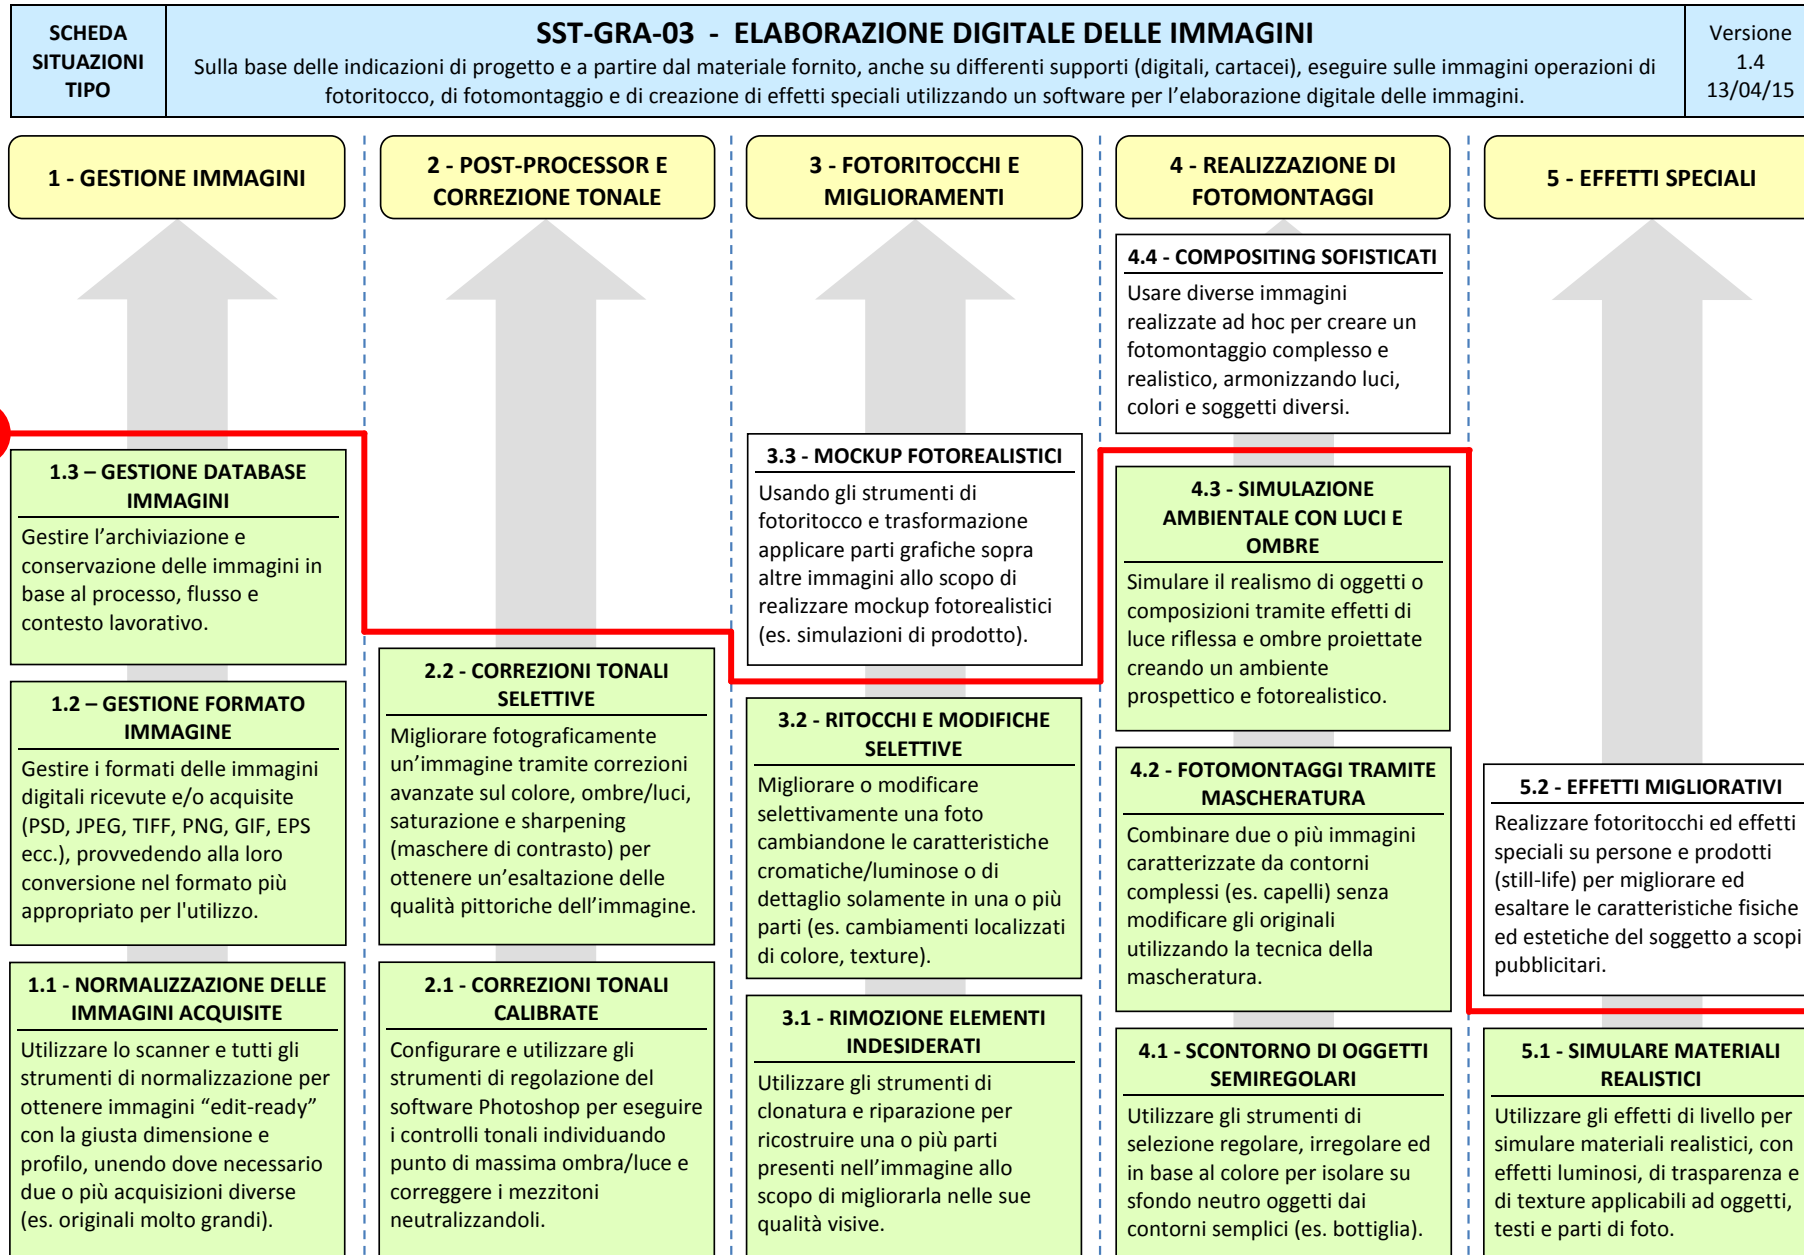 SCHEDA
SITUAZIONI
TIPO
SST-GRA-03 - ELABORAZIONE DIGITALE DELLE IMMAGINI
Sulla base delle indicazioni di progetto e a partire dal materiale fornito, anche su differenti supporti (digitali, cartacei), eseguire sulle immagini operazioni di
fotoritocco, di fotomontaggio e di creazione di effetti speciali utilizzando un software per l’elaborazione digitale delle immagini.
Versione
1.4
13/04/15
1 - GESTIONE IMMAGINI
1.3 – GESTIONE DATABASE
IMMAGINI
Gestire l’archiviazione e
conservazione delle immagini in
base al processo, flusso e
contesto lavorativo.
1.2 – GESTIONE FORMATO
IMMAGINE
Gestire i formati delle immagini
digitali ricevute e/o acquisite
(PSD, JPEG, TIFF, PNG, GIF, EPS
ecc.), provvedendo alla loro
conversione nel formato più
appropriato per l'utilizzo.
1.1 - NORMALIZZAZIONE DELLE
IMMAGINI ACQUISITE
Utilizzare lo scanner e tutti gli
strumenti di normalizzazione per
ottenere immagini “edit-ready”
con la giusta dimensione e
profilo, unendo dove necessario
due o più acquisizioni diverse
(es. originali molto grandi).
2 - POST-PROCESSOR E
CORREZIONE TONALE
2.2 - CORREZIONI TONALI
SELETTIVE
Migliorare fotograficamente
un’immagine tramite correzioni
avanzate sul colore, ombre/luci,
saturazione e sharpening
(maschere di contrasto) per
ottenere un’esaltazione delle
qualità pittoriche dell’immagine.
2.1 - CORREZIONI TONALI
CALIBRATE
Configurare e utilizzare gli
strumenti di regolazione del
software Photoshop per eseguire
i controlli tonali individuando
punto di massima ombra/luce e
correggere i mezzitoni
neutralizzandoli.
3 - FOTORITOCCHI E
MIGLIORAMENTI
3.3 - MOCKUP FOTOREALISTICI
Usando gli strumenti di
fotoritocco e trasformazione
applicare parti grafiche sopra
altre immagini allo scopo di
realizzare mockup fotorealistici
(es. simulazioni di prodotto).
3.2 - RITOCCHI E MODIFICHE
SELETTIVE
Migliorare o modificare
selettivamente una foto
cambiandone le caratteristiche
cromatiche/luminose o di
dettaglio solamente in una o più
parti (es. cambiamenti localizzati
di colore, texture).
3.1 - RIMOZIONE ELEMENTI
INDESIDERATI
Utilizzare gli strumenti di
clonatura e riparazione per
ricostruire una o più parti
presenti nell’immagine allo
scopo di migliorarla nelle sue
qualità visive.
4 - REALIZZAZIONE DI
FOTOMONTAGGI
4.4 - COMPOSITING SOFISTICATI
Usare diverse immagini
realizzate ad hoc per creare un
fotomontaggio complesso e
realistico, armonizzando luci,
colori e soggetti diversi.
4.3 - SIMULAZIONE
AMBIENTALE CON LUCI E
OMBRE
Simulare il realismo di oggetti o
composizioni tramite effetti di
luce riflessa e ombre proiettate
creando un ambiente
prospettico e fotorealistico.
4.2 - FOTOMONTAGGI TRAMITE
MASCHERATURA
Combinare due o più immagini
caratterizzate da contorni
complessi (es. capelli) senza
modificare gli originali
utilizzando la tecnica della
mascheratura.
4.1 - SCONTORNO DI OGGETTI
SEMIREGOLARI
Utilizzare gli strumenti di
selezione regolare, irregolare ed
in base al colore per isolare su
sfondo neutro oggetti dai
contorni semplici (es. bottiglia).
5 - EFFETTI SPECIALI
5.2 - EFFETTI MIGLIORATIVI
Realizzare fotoritocchi ed effetti
speciali su persone e prodotti
(still-life) per migliorare ed
esaltare le caratteristiche fisiche
ed estetiche del soggetto a scopi
pubblicitari.
5.1 - SIMULARE MATERIALI
REALISTICI
Utilizzare gli effetti di livello per
simulare materiali realistici, con
effetti luminosi, di trasparenza e
di texture applicabili ad oggetti,
testi e parti di foto.